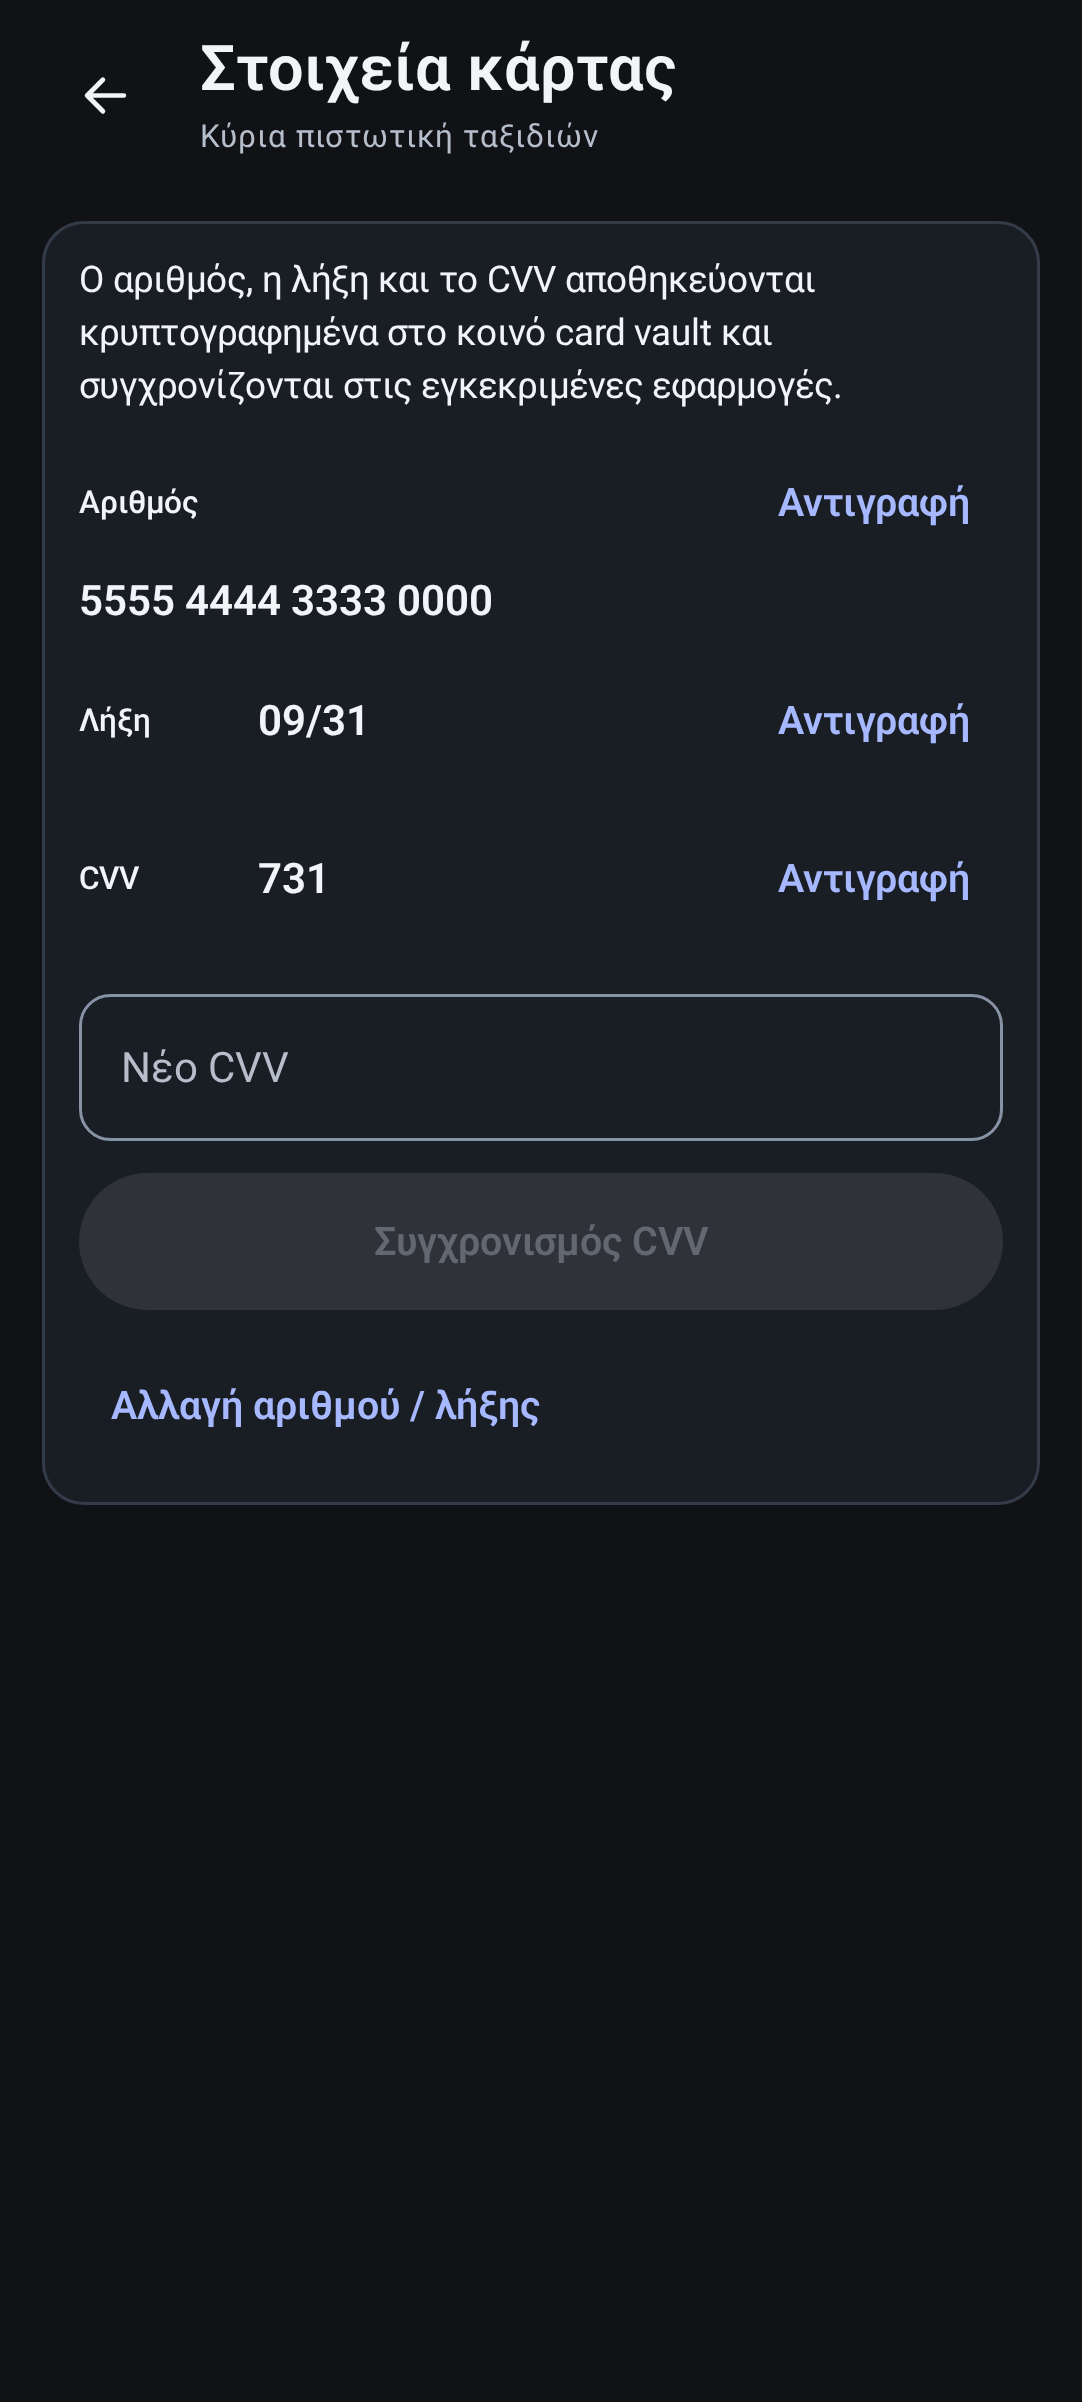 Στοιχεία κάρτας
Κύρια πιστωτική ταξιδιών
Ο αριθμός, η λήξη και το CVV αποθηκεύονται
κρυπτογραφημένα στο κοινό card vault και
συγχρονίζονται στις εγκεκριμένες εφαρμογές.
Αριθμός Αντιγραφή
5555 4444 3333 0000
Λήξη 09/31 Αντιγραφή
CVV 731 Αντιγραφή
Νέο CVV
Συγχρονισμός CVV
Αλλαγή αριθμού / λήξης